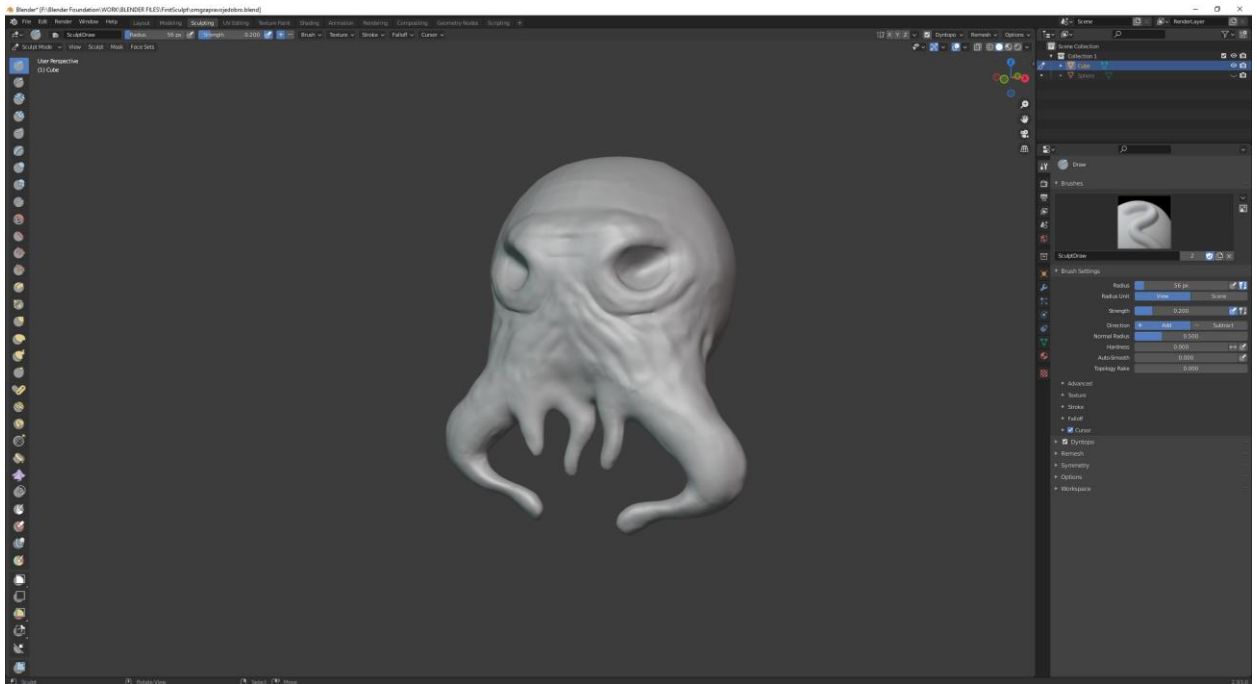 Blender* [F:\Blender Foundation\WORK\BLENDER FILES\FirstSculpt\omgzaprworjedobro.blend]
File Edit Render Window Help Layout Modeling Sculpting UV Editing Texture Paint Shading Animation Rendering Compositing Geometry Nodes Scripting + Scene RenderLayer
SculptDraw Radius 56 px Strength 0.200 Brush Texture Stroke Falloff Cursor X Y Z Dyntopo Remesh Options
Sculpt Mode View Sculpt Mask Face Sets
User Perspective
(1) Cube
Scene Collection
Collection 1
Cube
Sphere
Draw
Brushes
SculptDraw 2
Brush Settings
Radius 56 px
Radius Unit View Scene
Strength 0.200
Direction + Add − Subtract
Normal Radius 0.500
Hardness 0.000
Auto-Smooth 0.000
Topology Rake 0.000
Advanced
Texture
Stroke
Falloff
Cursor
Dyntopo
Remesh
Symmetry
Options
Workspace
Sculpt Rotate View Select Move 2.93.0